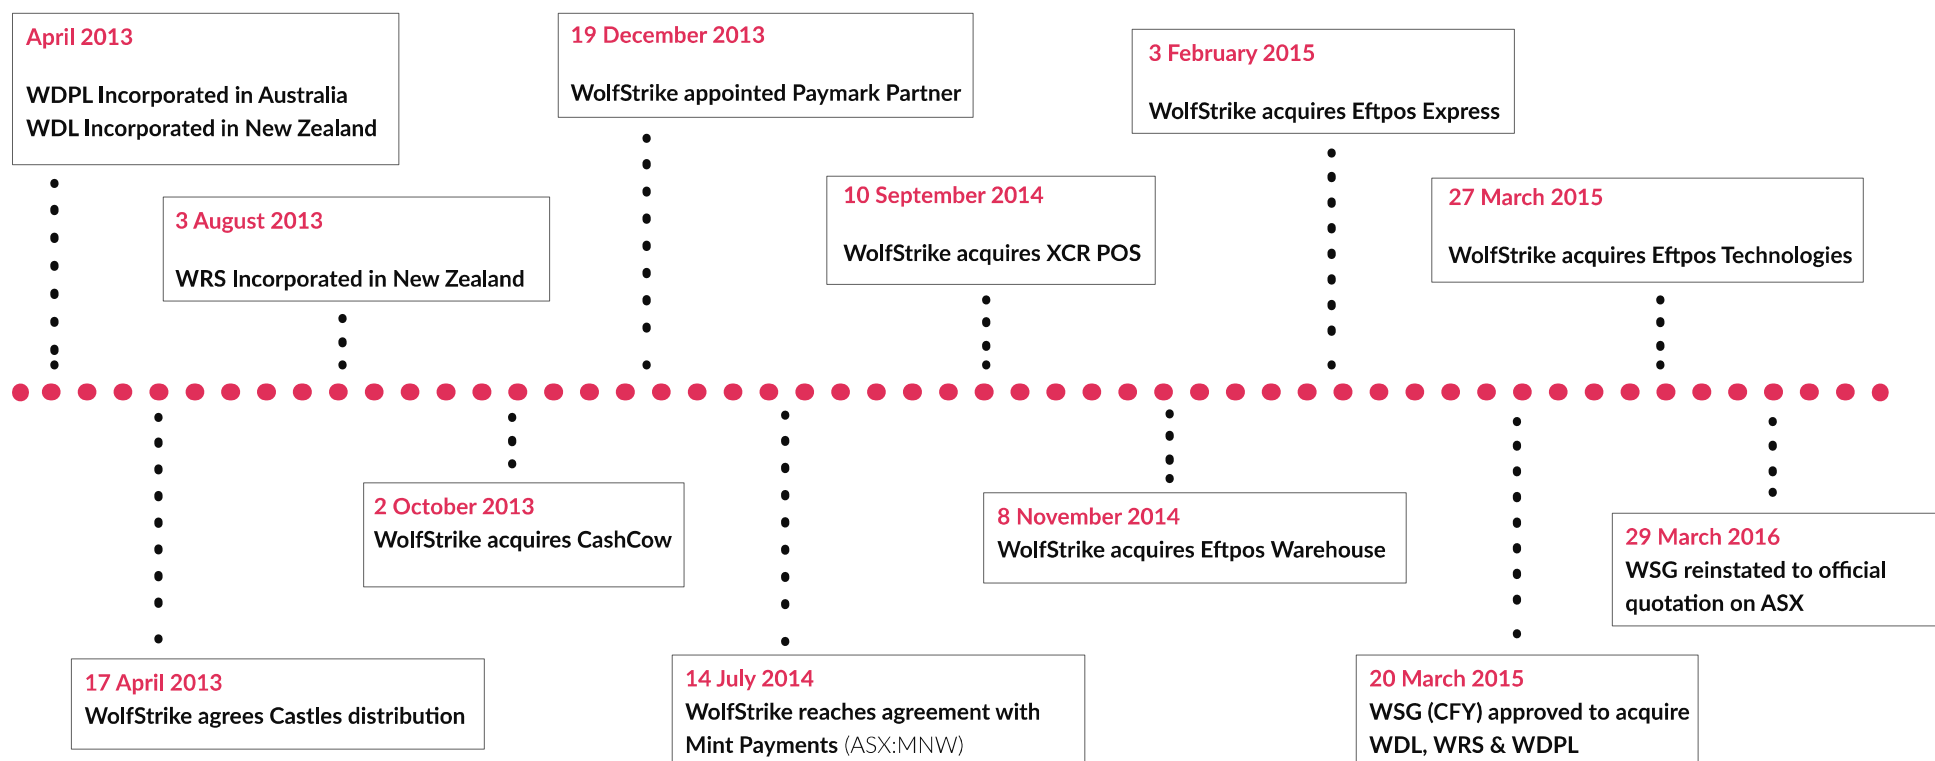 April 2013
WDPL Incorporated in Australia
WDL Incorporated in New Zealand
19 December 2013
WolfStrike appointed Paymark Partner
3 February 2015
WolfStrike acquires Eftpos Express
3 August 2013
WRS Incorporated in New Zealand
10 September 2014
WolfStrike acquires XCR POS
27 March 2015
WolfStrike acquires Eftpos Technologies
2 October 2013
WolfStrike acquires CashCow
8 November 2014
WolfStrike acquires Eftpos Warehouse
29 March 2016
WSG reinstated to official
quotation on ASX
17 April 2013
WolfStrike agrees Castles distribution
14 July 2014
WolfStrike reaches agreement with
Mint Payments (ASX:MNW)
20 March 2015
WSG (CFY) approved to acquire
WDL, WRS & WDPL